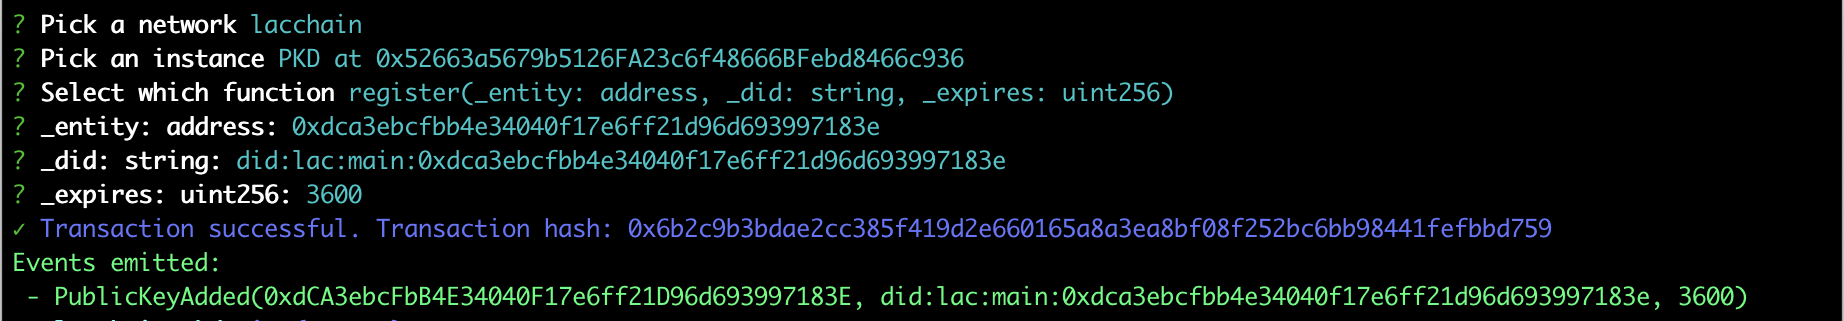 ? Pick a network lacchain
? Pick an instance PKD at 0x52663a5679b5126FA23c6f48666BFebd8466c936
? Select which function register(_entity: address, _did: string, _expires: uint256)
? _entity: address: 0xdca3ebcfbb4e34040f17e6ff21d96d693997183e
? _did: string: did:lac:main:0xdca3ebcfbb4e34040f17e6ff21d96d693997183e
? _expires: uint256: 3600
✓ Transaction successful. Transaction hash: 0x6b2c9b3bdae2cc385f419d2e660165a8a3ea8bf08f252bc6bb98441fefbbd759
Events emitted:
- PublicKeyAdded(0xdCA3ebcFbB4E34040F17e6ff21D96d693997183E, did:lac:main:0xdca3ebcfbb4e34040f17e6ff21d96d693997183e, 3600)